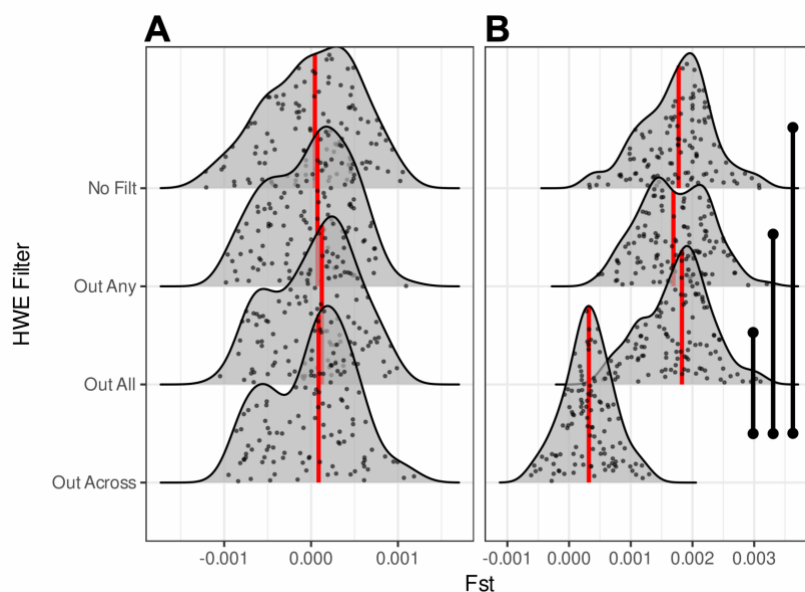 A B
HWE Filter
No Filt
Out Any
Out All
Out Across
-0.001 0.000 0.001
-0.001 0.000 0.001 0.002 0.003
Fst